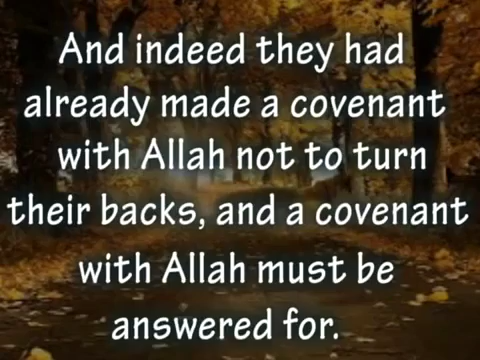 And indeed they had
already made a covenant
with Allah not to turn
their backs, and a covenant
with Allah must be
answered for.